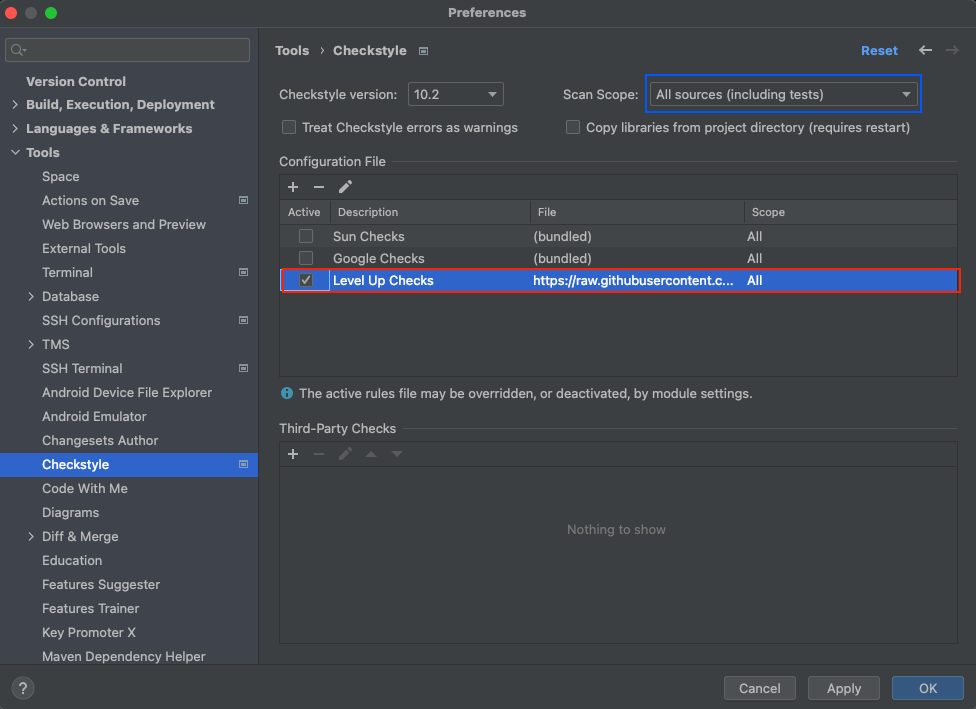 Preferences
Version Control
Build, Execution, Deployment
Languages & Frameworks
Tools
Space
Actions on Save
Web Browsers and Preview
External Tools
Terminal
Database
SSH Configurations
TMS
SSH Terminal
Android Device File Explorer
Android Emulator
Changesets Author
Checkstyle
Code With Me
Diagrams
Diff & Merge
Education
Features Suggester
Features Trainer
Key Promoter X
Maven Dependency Helper
Tools › Checkstyle Reset
Checkstyle version: 10.2 Scan Scope: All sources (including tests)
Treat Checkstyle errors as warnings Copy libraries from project directory (requires restart)
Configuration File
Active Description File Scope
Sun Checks (bundled) All
Google Checks (bundled) All
Level Up Checks https://raw.githubusercontent.c... All
The active rules file may be overridden, or deactivated, by module settings.
Third-Party Checks
Nothing to show
? Cancel Apply OK